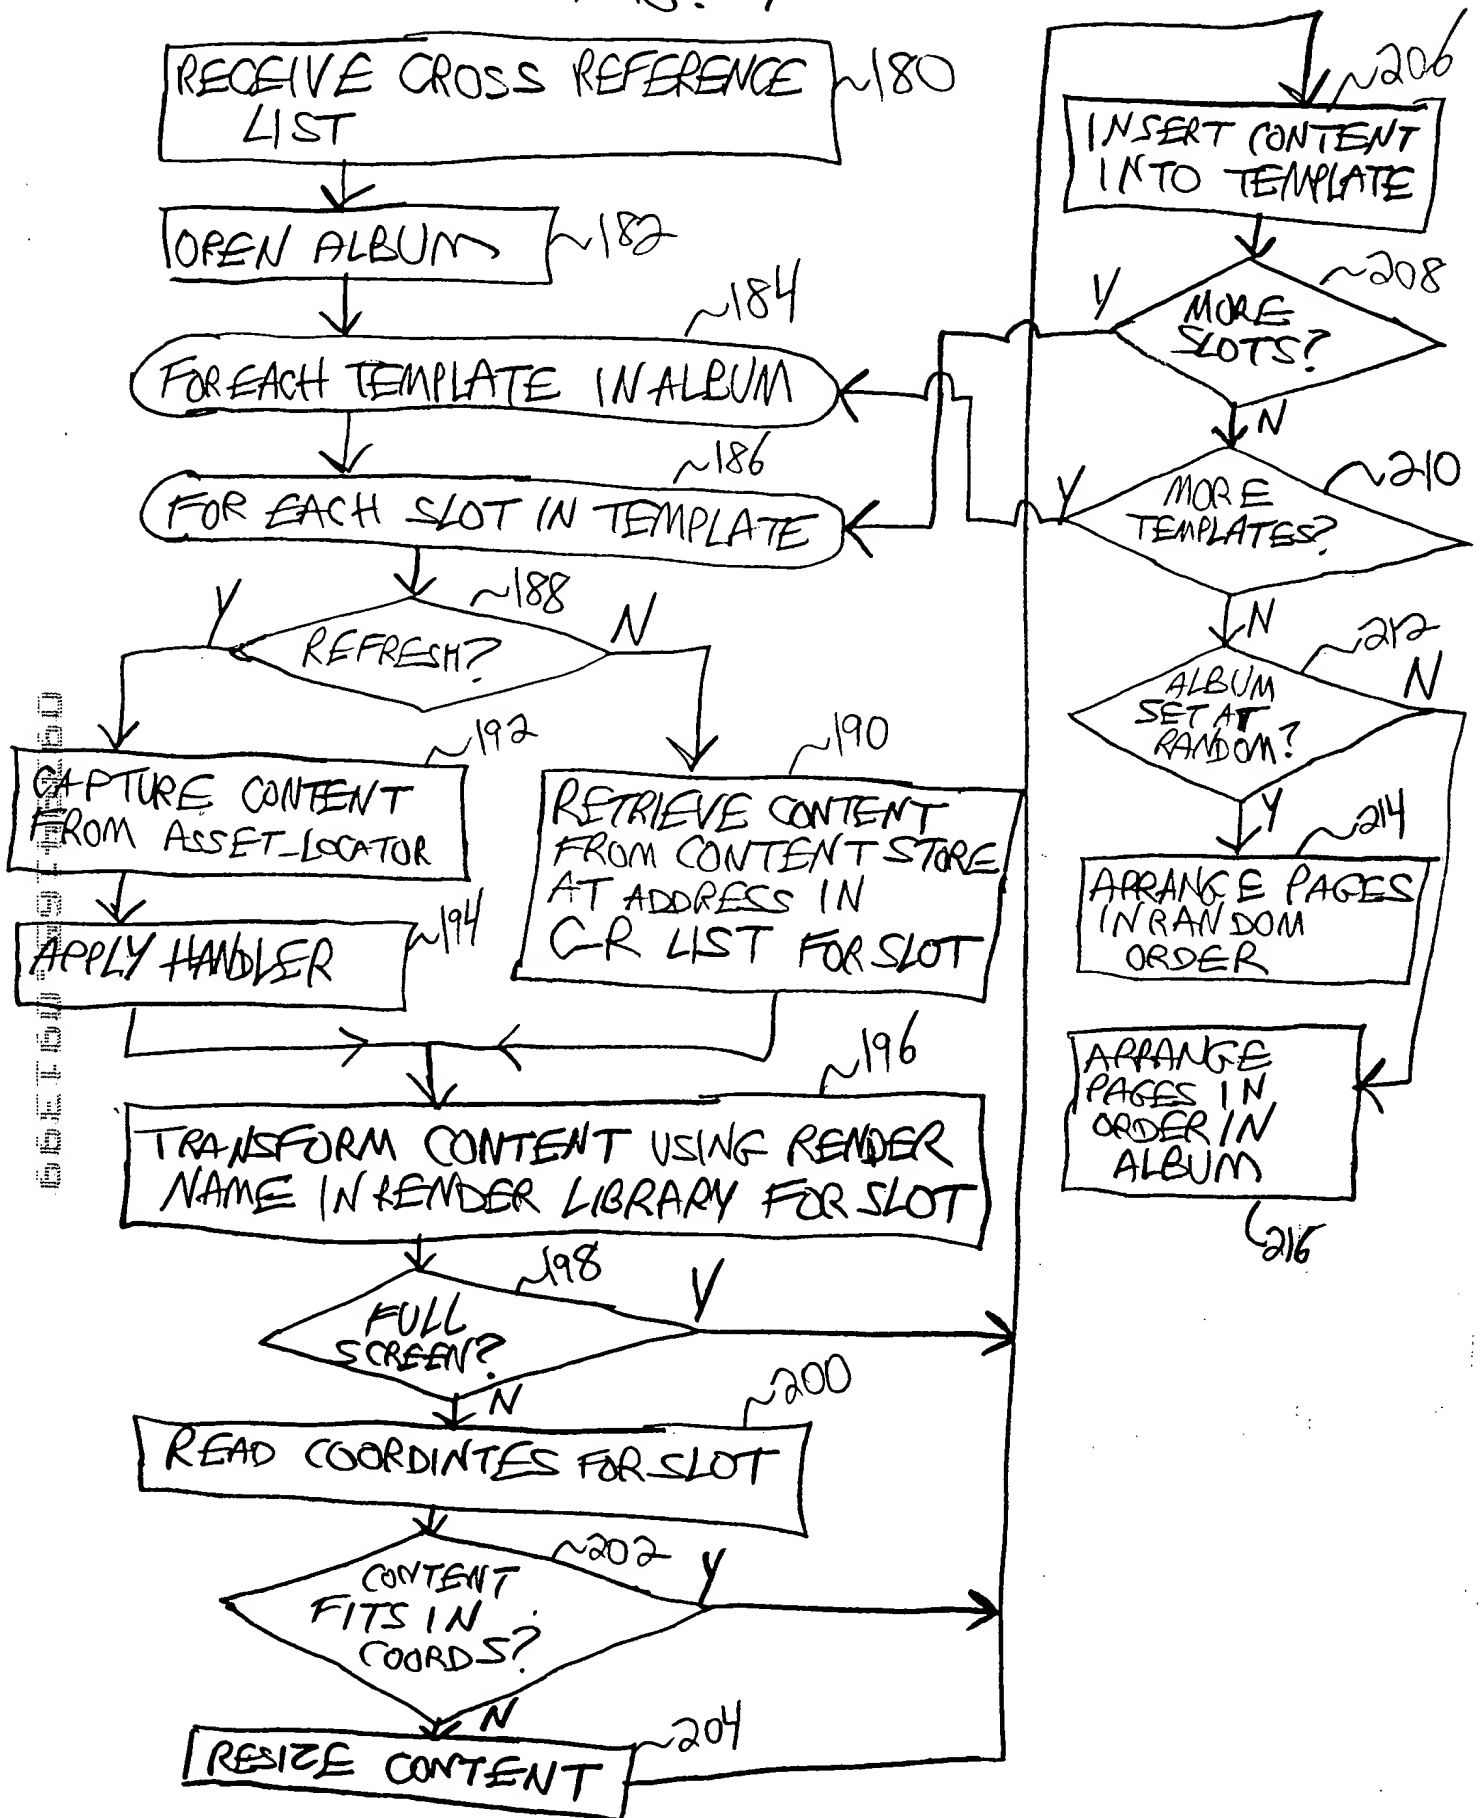 RECEIVE CROSS REFERENCE
LIST
~180
OPEN ALBUM
~182
~184
FOR EACH TEMPLATE IN ALBUM
~186
FOR EACH SLOT IN TEMPLATE
~188
Y
REFRESH?
N
~192
CAPTURE CONTENT
FROM ASSET-LOCATOR
~194
APPLY HANDLER
~190
RETRIEVE CONTENT
FROM CONTENT STORE
AT ADDRESS IN
C-R LIST FOR SLOT
~196
TRANSFORM CONTENT USING RENDER
NAME IN RENDER LIBRARY FOR SLOT
~198
Y
FULL
SCREEN?
N
~200
READ COORDINTES FOR SLOT
~202
Y
CONTENT
FITS IN
COORDS?
N
~204
RESIZE CONTENT
~206
INSERT CONTENT
INTO TEMPLATE
~208
Y
MORE
SLOTS?
N
~210
Y
MORE
TEMPLATES?
N
~212
N
ALBUM
SET AT
RANDOM?
Y
~214
ARRANGE PAGES
IN RANDOM
ORDER
ARRANGE
PAGES IN
ORDER IN
ALBUM
216